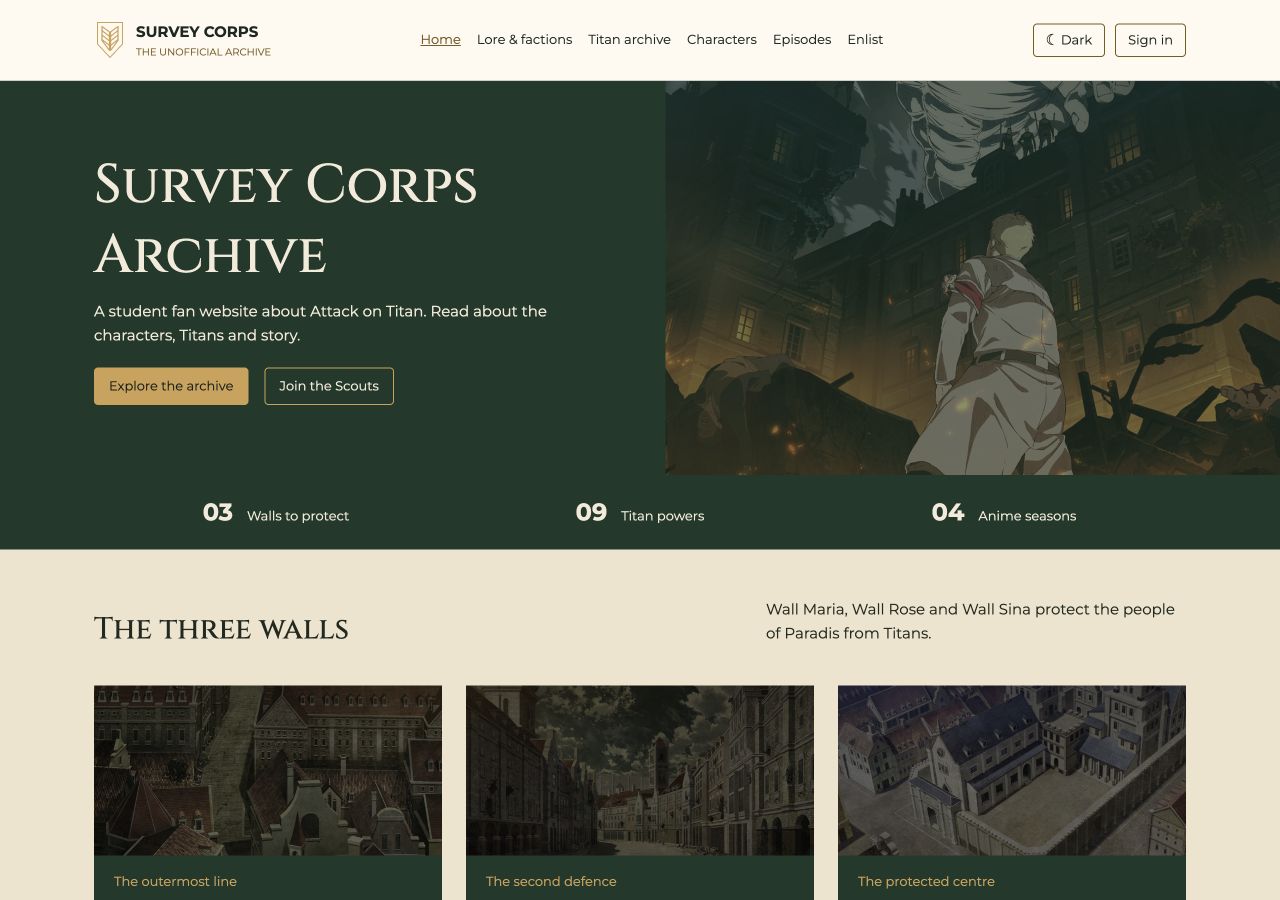 SURVEY CORPS
THE UNOFFICIAL ARCHIVE
Home Lore & factions Titan archive Characters Episodes Enlist
☾ Dark Sign in
Survey Corps
Archive
A student fan website about Attack on Titan. Read about the
characters, Titans and story.
Explore the archive Join the Scouts
03 Walls to protect 09 Titan powers 04 Anime seasons
The three walls
Wall Maria, Wall Rose and Wall Sina protect the people
of Paradis from Titans.
The outermost line The second defence The protected centre